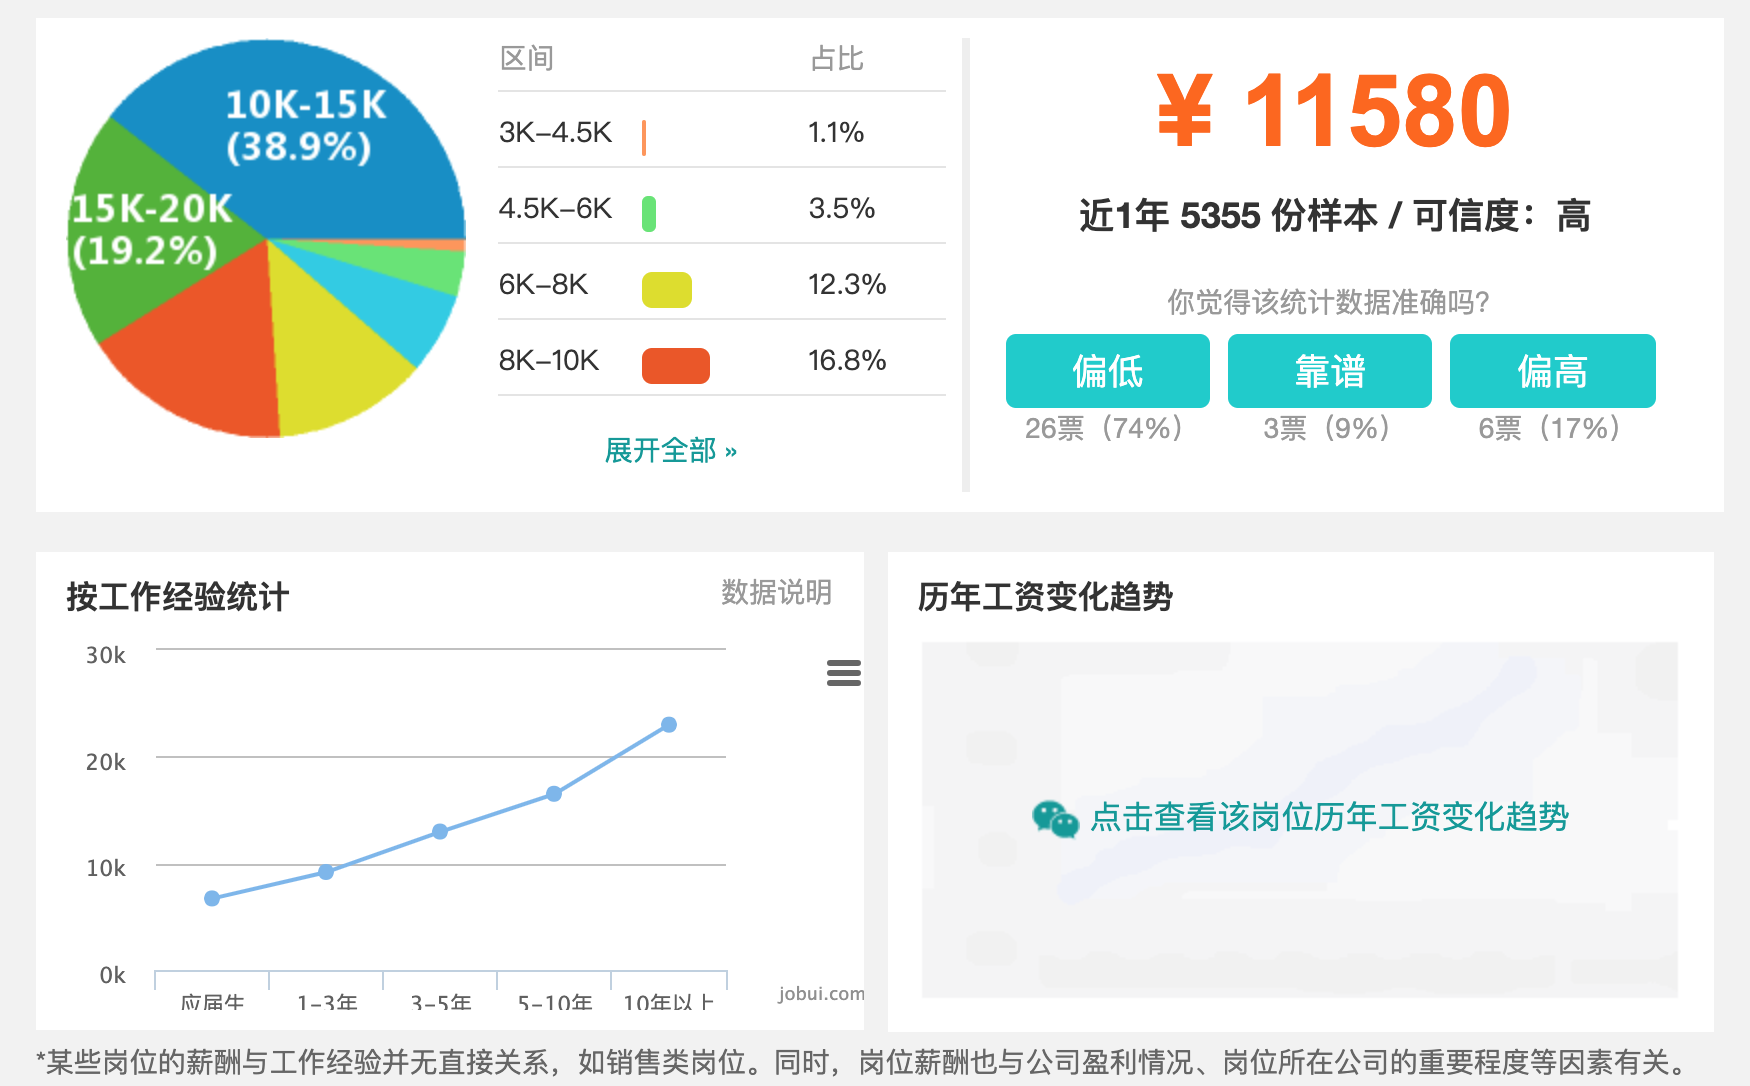 10K-15K
(38.9%)
15K-20K
(19.2%)
区间 占比
3K-4.5K 1.1%
4.5K-6K 3.5%
6K-8K 12.3%
8K-10K 16.8%
展开全部 »
¥ 11580
近1年 5355 份样本 / 可信度：高
你觉得该统计数据准确吗?
偏低 靠谱 偏高
26票（74%） 3票（9%） 6票（17%）
按工作经验统计 数据说明
30k
20k
10k
0k
应届生 1-3年 3-5年 5-10年 10年以上
jobui.com
历年工资变化趋势
点击查看该岗位历年工资变化趋势
*某些岗位的薪酬与工作经验并无直接关系，如销售类岗位。同时，岗位薪酬也与公司盈利情况、岗位所在公司的重要程度等因素有关。